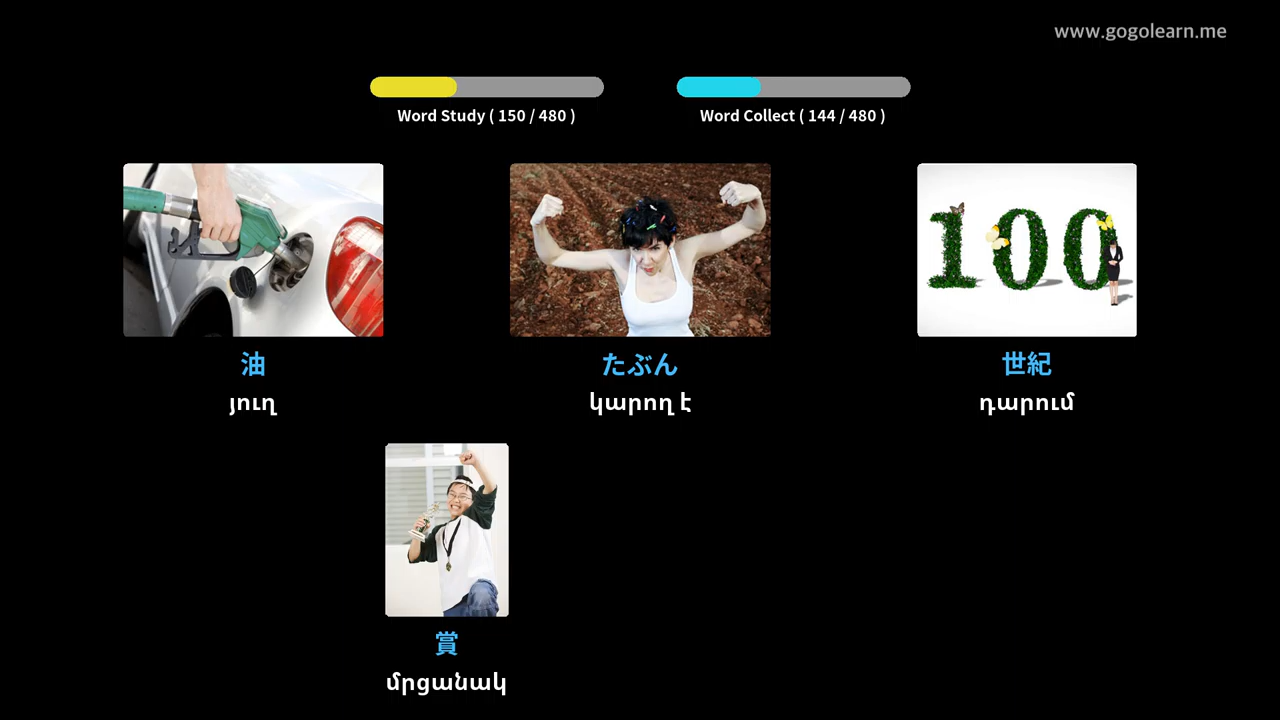 www.gogolearn.me
Word Study ( 150 / 480 )
Word Collect ( 144 / 480 )
油
յուղ
たぶん
կարող է
世紀
դարում
賞
մրցանակ